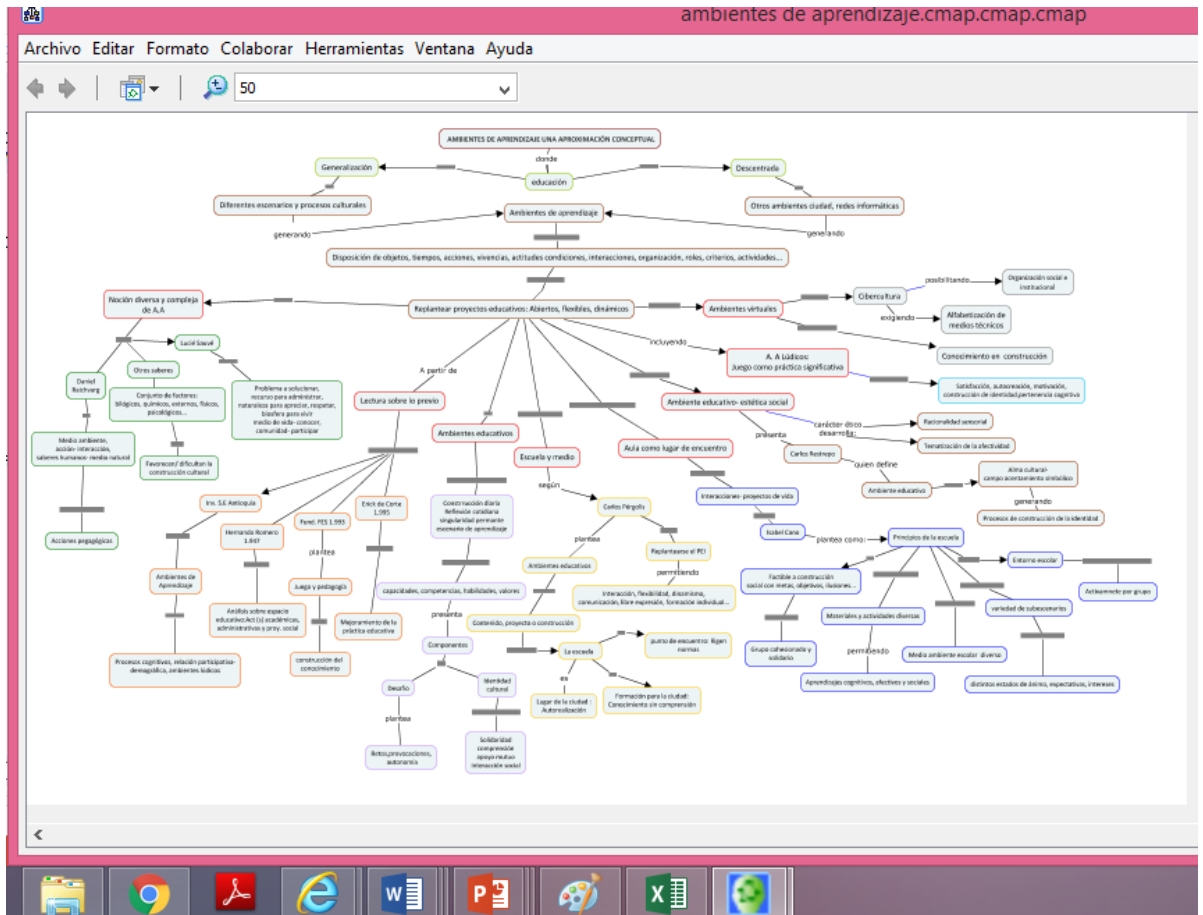 ambientes de aprendizaje.cmap.cmap.cmap
Archivo Editar Formato Colaborar Herramientas Ventana Ayuda
50
AMBIENTES DE APRENDIZAJE UNA APROXIMACIÓN CONCEPTUAL
donde
Generalización
educación
Descentrada
Diferentes escenarios y procesos culturales
Ambientes de aprendizaje
Otros ambientes ciudad, redes informáticas
generando
generando
Disposición de objetos, tiempos, acciones, vivencias, actitudes condiciones, interacciones, organización, roles, criterios, actividades...
Noción diversa y compleja
de A.A
Replantear proyectos educativos: Abiertos, flexibles, dinámicos
Ambientes virtuales
Cibercultura
posibilitando
Organización social e
institucional
exigiendo
Alfabetización de
medios técnicos
Conocimiento en construcción
Lucié Sauvé
Daniel
Raichvarg
Otros saberes
Conjunto de factores:
bilógicos, químicos, externos, físicos,
psicológicos...
Problema a solucionar,
recurso para administrar,
naturaleza para apreciar, respetar,
biosfera para vivir
medio de vida- conocer,
comunidad- participar
Medio ambiente,
acción- interacción,
saberes humanos- medio natural
Favorecen/ dificultan la
construcción cultural
Acciones pegagógicas
incluyendo
A. A Lúdicos:
Juego como práctica significativa
Satisfacción, autocreación, motivación,
construcción de identidad,pertenencia cognitiva
Ambiente educativo- estética social
carácter ético
desarrolla:
Racionalidad sensorial
Tematización de la afectividad
presenta
Carlos Restrepo
quien define
Ambiente educativo
Alma cultural-
campo acentamiento simbólico
generando
Procesos de construcción de la identidad
A partir de
Lectura sobre lo previo
Inv. S.E Antioquía
Hernando Romero
1.997
Fund. FES 1.993
Erick de Corte
1.995
plantea
Ambientes de
Aprendizaje
Análisis sobre espacio
educativo:Act (s) académicas,
administrativas y proy. social
Juego y pedagogía
Mejoramiento de la
práctica educativa
Procesos cognitivos, relación participativa-
demográfica, ambientes lúdicos
construcción del
conocimiento
Ambientes educativos
Construcción diaria
Reflexión cotidiana
singularidad permante
escenario de aprendizaje
capacidades, competencias, habilidades, valores
presenta
Componentes
Desafío
Identidad
cultural
plantea
Retos,provocaciones,
autonomía
Solidaridad
comprensión
apoyo mutuo
interacción social
Escuela y medio
según
Carlos Pérgolis
plantea
Ambientes educativos
Replantearse el PEI
permitiendo
Interacción, flexibilidad, dinamismo,
comunicación, libre expresión, formación individual...
Contenido, proyecto o construcción
La escuela
punto de encuentro: Rigen
normas
es
Lugar de la ciudad :
Autorealización
Formación para la ciudad:
Conocimiento sin comprensión
Aula como lugar de encuentro
Interacciones- proyectos de vida
Isabel Cano
plantea como:
Principios de la escuela
Entorno escolar
Factible a construcción
social con metas, objetivos, ilusiones...
Materiales y actividades diversas
variedad de subescenarios
Grupo cohesionado y
solidario
permitiendo
Medio ambiente escolar diverso
Aprendizajes cognitivos, afectivos y sociales
distintos estados de ánimo, expectativas, intereses